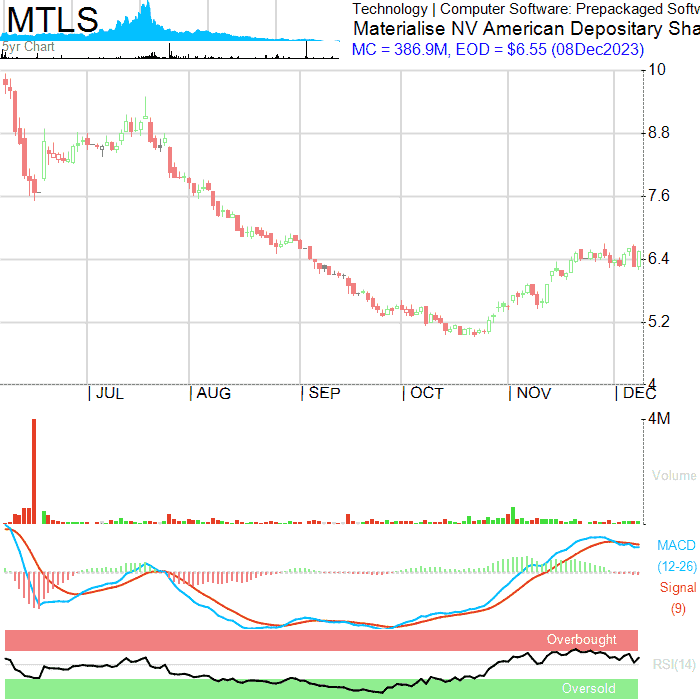 MTLS
5yr Chart
Technology | Computer Software: Prepackaged Softw
Materialise NV American Depositary Sha
MC = 386.9M, EOD = $6.55 (08Dec2023)
10
8.8
7.6
6.4
5.2
4
JUL
AUG
SEP
OCT
NOV
DEC
4M
Volume
MACD
(12-26)
Signal
(9)
Overbought
RSI(14)
Oversold